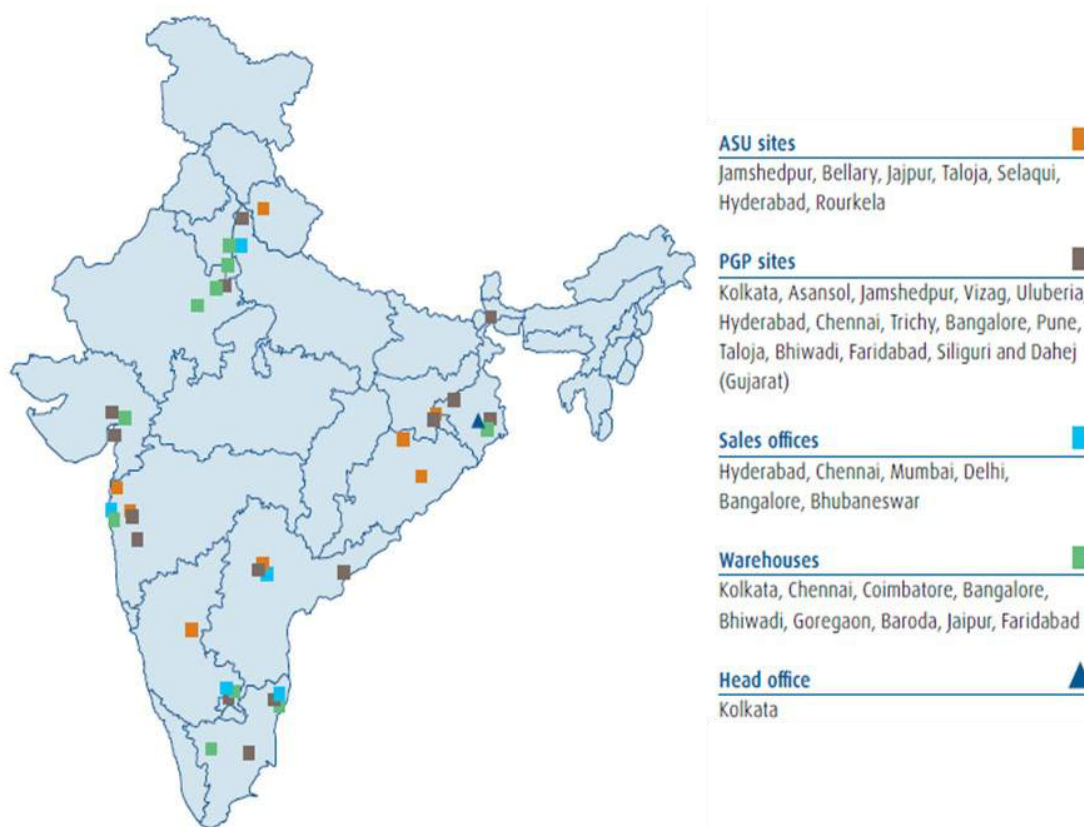 ASU sites
Jamshedpur, Bellary, Jajpur, Taloja, Selaqui,
Hyderabad, Rourkela
PGP sites
Kolkata, Asansol, Jamshedpur, Vizag, Uluberia,
Hyderabad, Chennai, Trichy, Bangalore, Pune,
Taloja, Bhiwadi, Faridabad, Siliguri and Dahej
(Gujarat)
Sales offices
Hyderabad, Chennai, Mumbai, Delhi,
Bangalore, Bhubaneswar
Warehouses
Kolkata, Chennai, Coimbatore, Bangalore,
Bhiwadi, Goregaon, Baroda, Jaipur, Faridabad
Head office
Kolkata